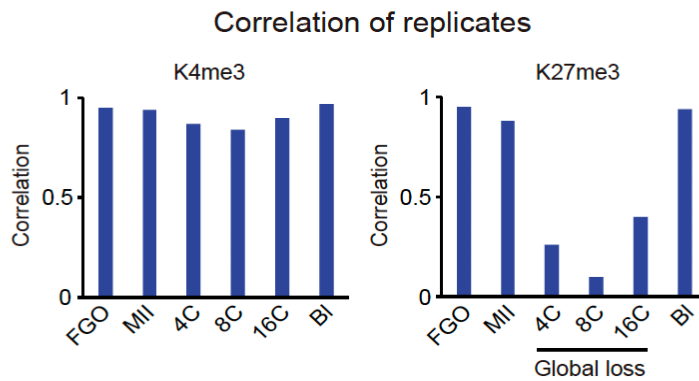 Correlation of replicates
K4me3
Correlation
1
0.5
0
FGO
MII
4C
8C
16C
BI
K27me3
Correlation
1
0.5
0
FGO
MII
4C
8C
16C
BI
Global loss